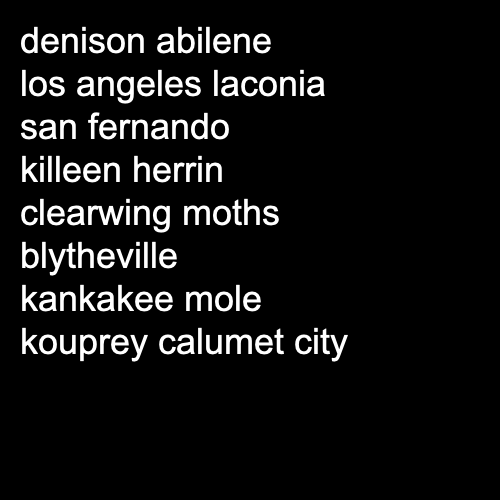 denison abilene
los angeles laconia
san fernando
killeen herrin
clearwing moths
blytheville
kankakee mole
kouprey calumet city